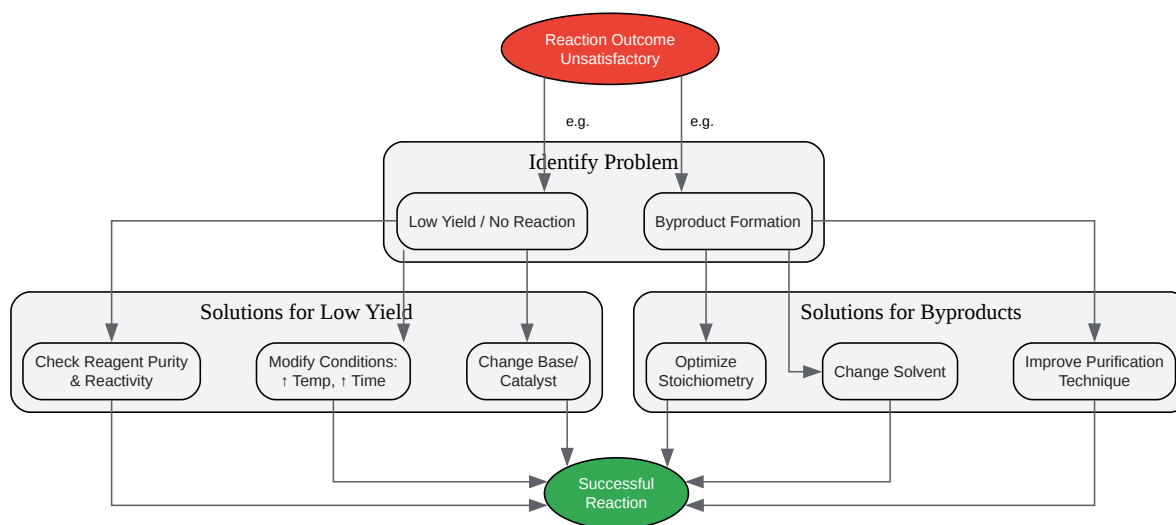 Reaction Outcome
Unsatisfactory
e.g.
e.g.
Identify Problem
Low Yield / No Reaction
Byproduct Formation
Solutions for Low Yield
Solutions for Byproducts
Check Reagent Purity
& Reactivity
Modify Conditions:
↑ Temp, ↑ Time
Change Base/
Catalyst
Optimize
Stoichiometry
Change Solvent
Improve Purification
Technique
Successful
Reaction